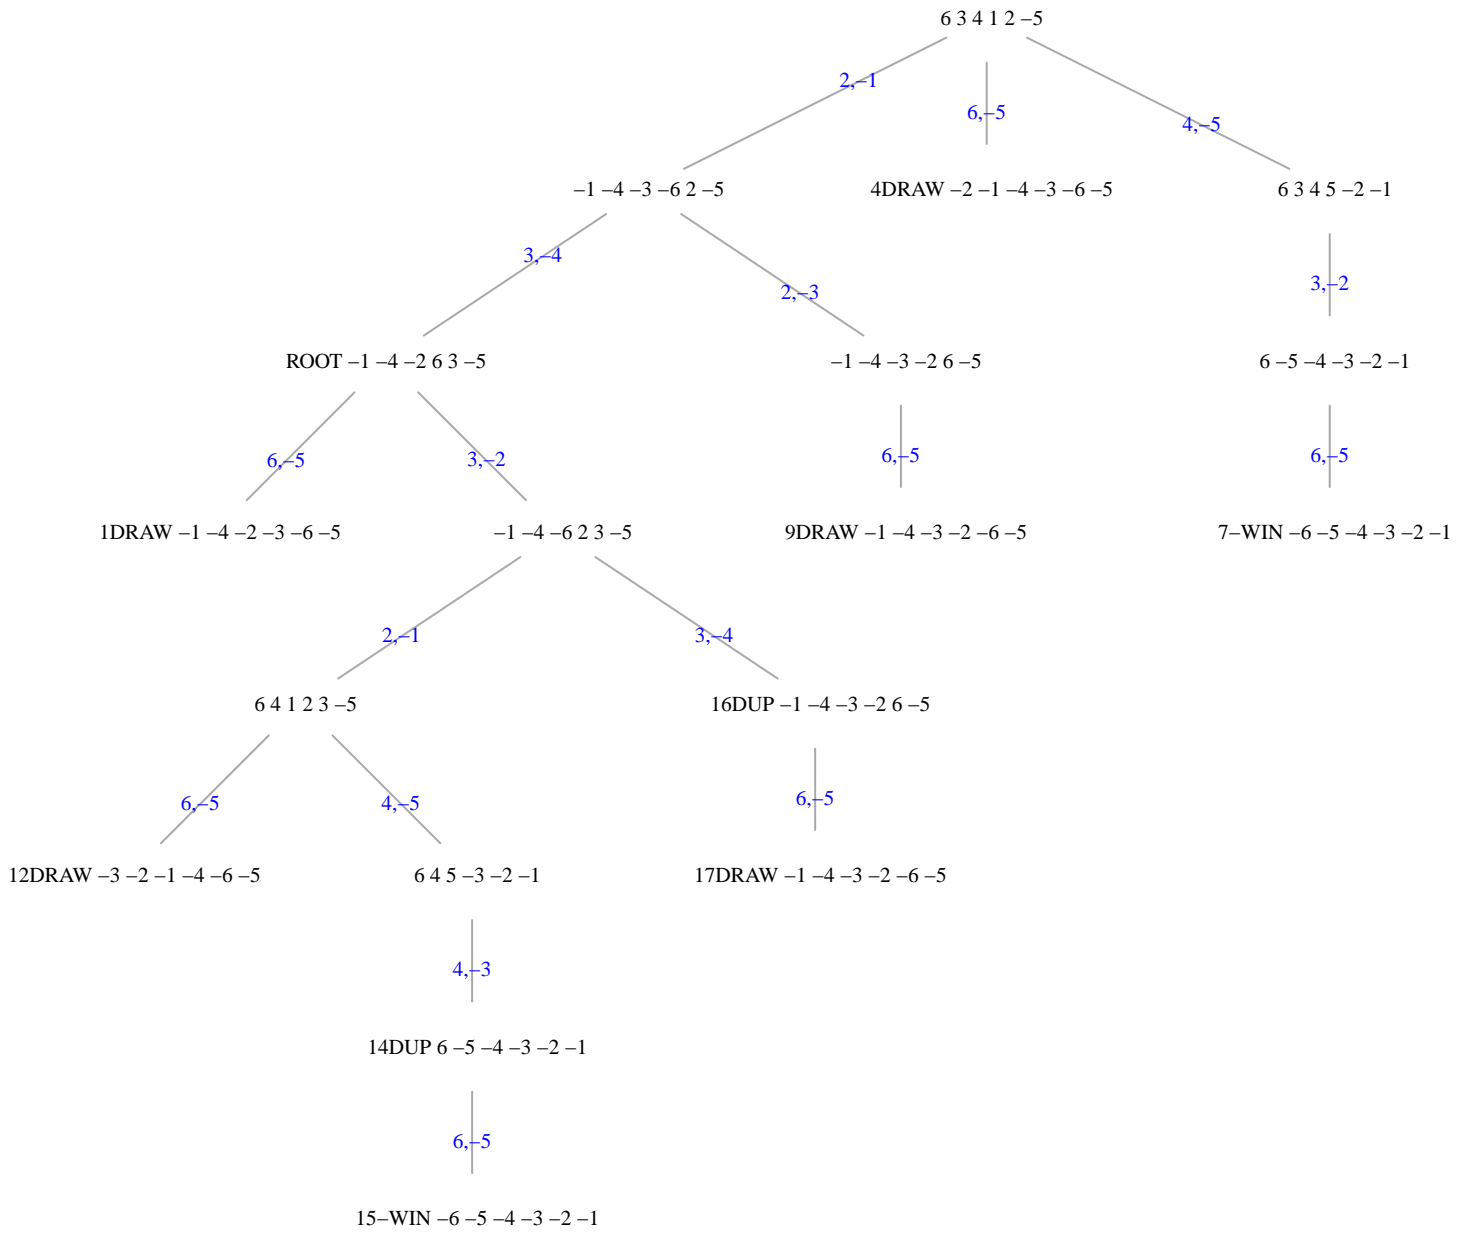 6 3 4 1 2 –5
2,–1
6,–5
4,–5
–1 –4 –3 –6 2 –5
4DRAW –2 –1 –4 –3 –6 –5
6 3 4 5 –2 –1
3,–4
2,–3
3,–2
ROOT –1 –4 –2 6 3 –5
–1 –4 –3 –2 6 –5
6 –5 –4 –3 –2 –1
6,–5
3,–2
6,–5
6,–5
1DRAW –1 –4 –2 –3 –6 –5
–1 –4 –6 2 3 –5
9DRAW –1 –4 –3 –2 –6 –5
7–WIN –6 –5 –4 –3 –2 –1
2,–1
3,–4
6 4 1 2 3 –5
16DUP –1 –4 –3 –2 6 –5
6,–5
4,–5
6,–5
12DRAW –3 –2 –1 –4 –6 –5
6 4 5 –3 –2 –1
17DRAW –1 –4 –3 –2 –6 –5
4,–3
14DUP 6 –5 –4 –3 –2 –1
6,–5
15–WIN –6 –5 –4 –3 –2 –1